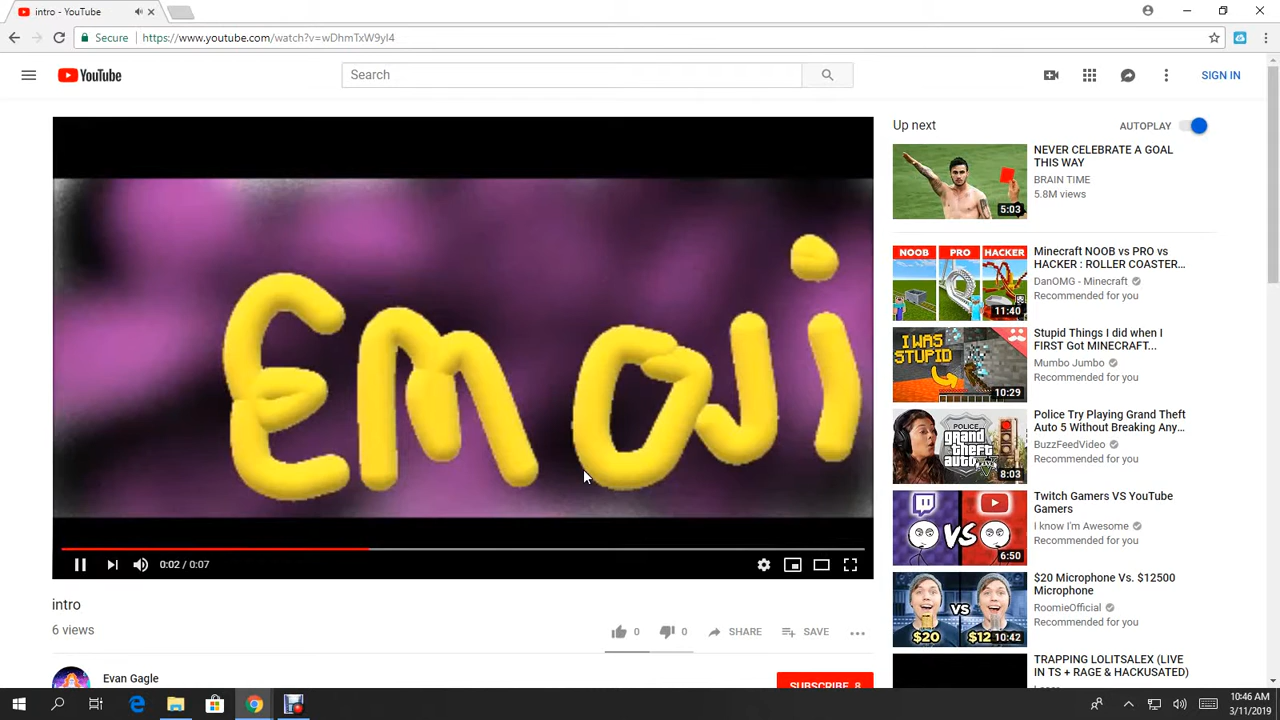 intro - YouTube
Secure
https://www.youtube.com/watch?v=wDhmTxW9yI4
YouTube
Search
SIGN IN
Up next
AUTOPLAY
NEVER CELEBRATE A GOAL
THIS WAY
BRAIN TIME
5.8M views
5:03
NOOB PRO HACKER
11:40
Minecraft NOOB vs PRO vs
HACKER : ROLLER COASTER...
DanOMG - Minecraft
Recommended for you
I WAS
STUPID
10:29
Stupid Things I did when I
FIRST Got MINECRAFT...
Mumbo Jumbo
Recommended for you
POLICE
grand
theft
auto
8:03
Police Try Playing Grand Theft
Auto 5 Without Breaking Any...
BuzzFeedVideo
Recommended for you
VS
6:50
Twitch Gamers VS YouTube
Gamers
I know I'm Awesome
Recommended for you
VS
$20 $12
10:42
$20 Microphone Vs. $12500
Microphone
RoomieOfficial
Recommended for you
TRAPPING LOLITSALEX (LIVE
IN TS + RAGE & HACKUSATED)
0:02 / 0:07
intro
6 views
0
0
SHARE
SAVE
...
Evan Gagle
SUBSCRIBE 8
10:46 AM
3/11/2019